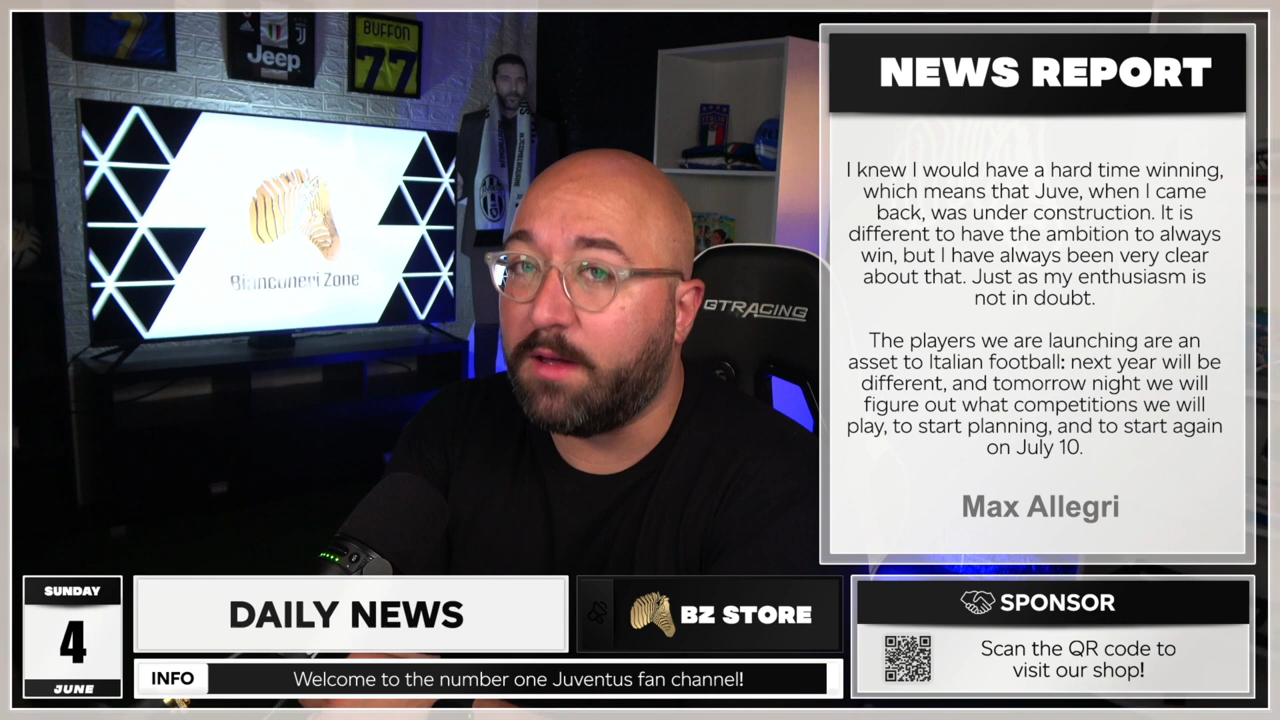 BUFFON
77
7
Jeep
Bianconeri Zone
GTRACING
ITALIA
NEWS REPORT
I knew I would have a hard time winning,
which means that Juve, when I came
back, was under construction. It is
different to have the ambition to always
win, but I have always been very clear
about that. Just as my enthusiasm is
not in doubt.
The players we are launching are an
asset to Italian football: next year will be
different, and tomorrow night we will
figure out what competitions we will
play, to start planning, and to start again
on July 10.
Max Allegri
SUNDAY
4
JUNE
DAILY NEWS
BZ STORE
INFO
Welcome to the number one Juventus fan channel!
SPONSOR
Scan the QR code to
visit our shop!